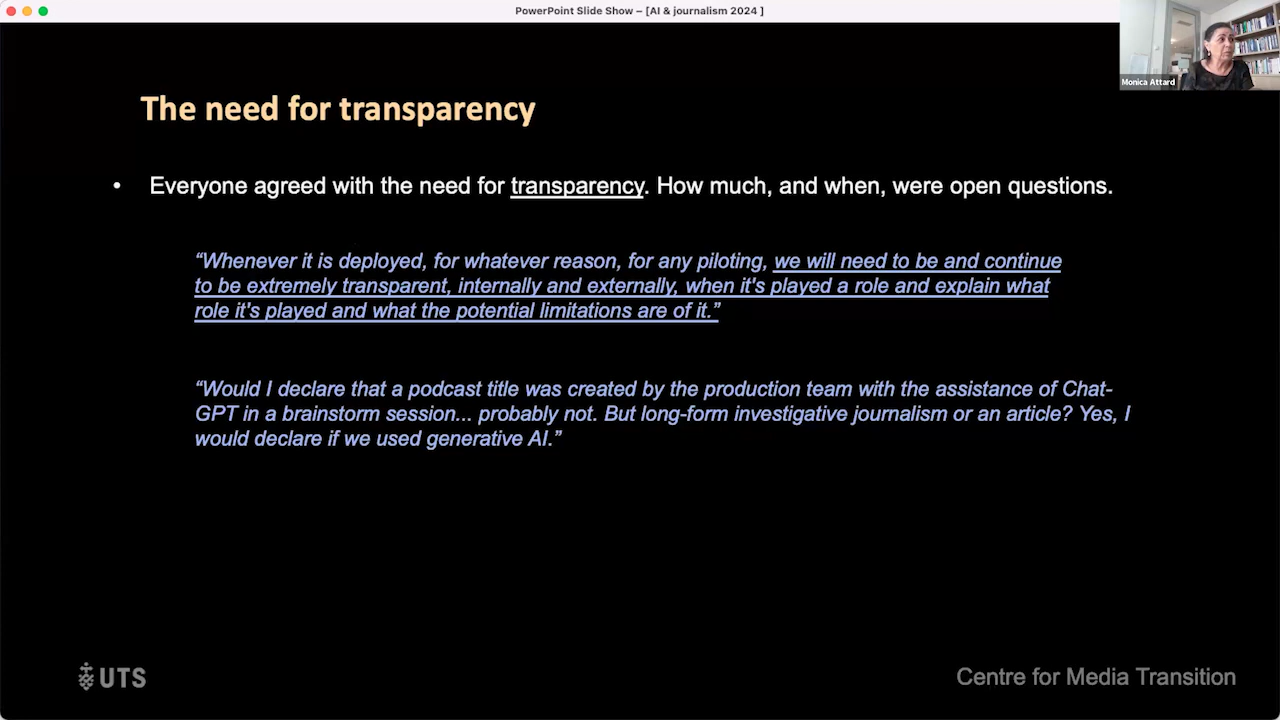 PowerPoint Slide Show – [AI & journalism 2024 ]
Monica Attard
The need for transparency
• Everyone agreed with the need for transparency. How much, and when, were open questions.
“Whenever it is deployed, for whatever reason, for any piloting, we will need to be and continue
to be extremely transparent, internally and externally, when it's played a role and explain what
role it's played and what the potential limitations are of it.”
“Would I declare that a podcast title was created by the production team with the assistance of Chat-
GPT in a brainstorm session... probably not. But long-form investigative journalism or an article? Yes, I
would declare if we used generative AI.”
UTS
Centre for Media Transition